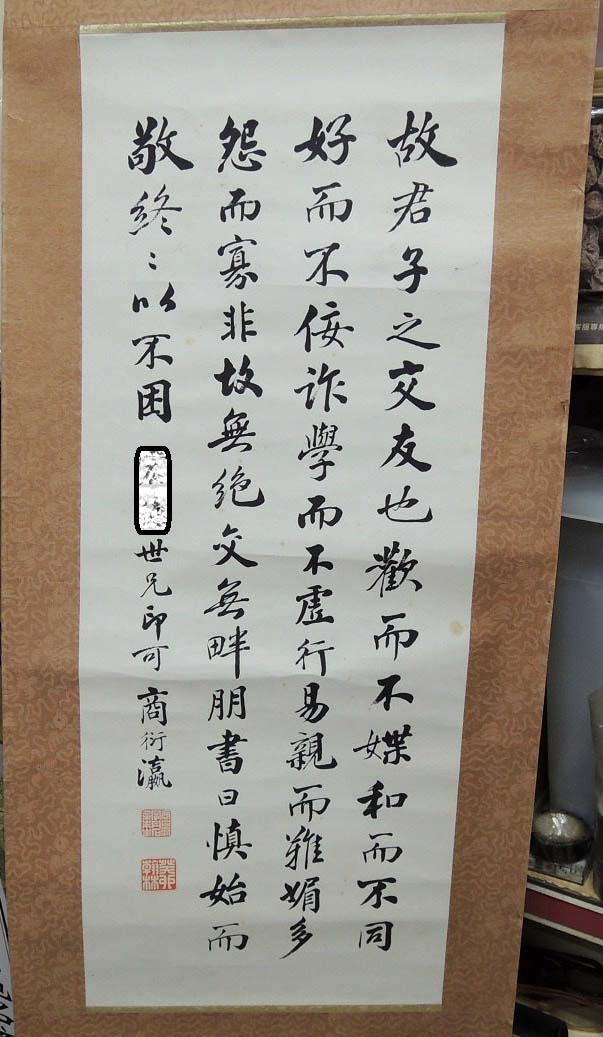 故君子之交友也歡而不媟和而不同
好而不佞詐學而不虛行易親而難媚多
怨而寡非故無絕交無畔朋書曰慎始而
敬終〻以不困
世兄印可 商衍瀛